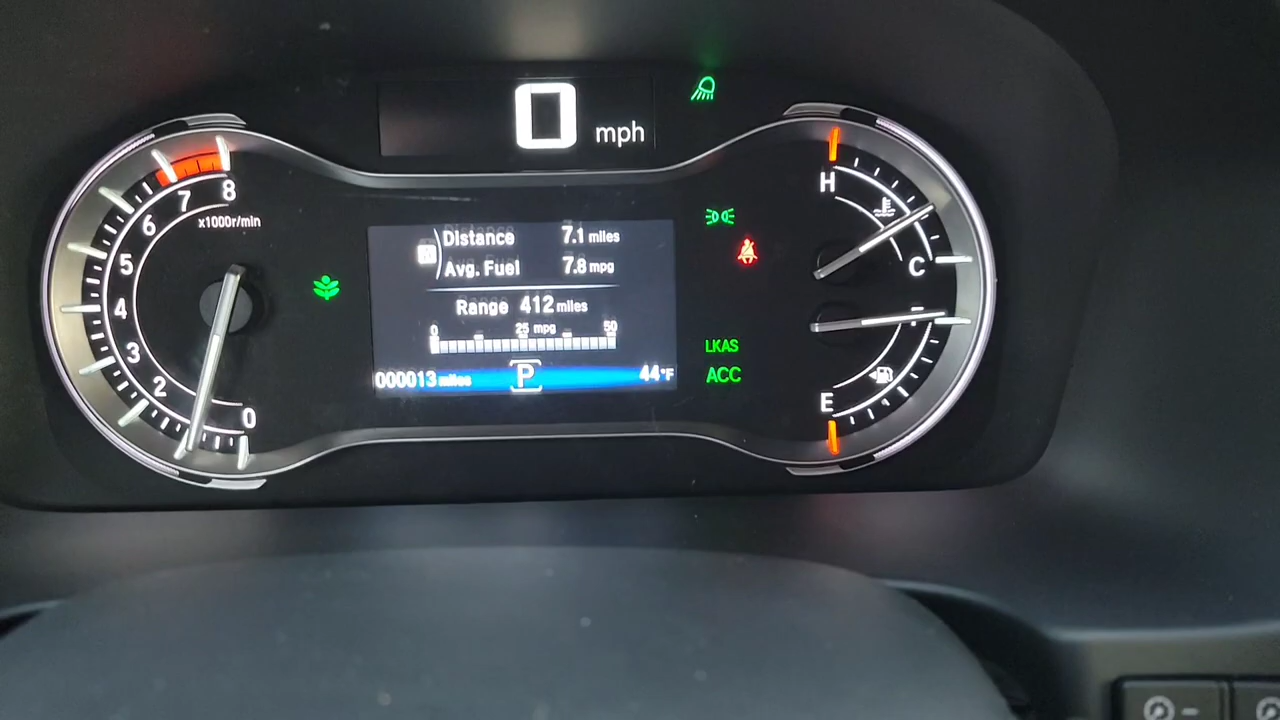 0 mph
8
7
6
5
4
3
2
0
x1000r/min
Distance 7.1 miles
Avg. Fuel 7.8 mpg
Range 412 miles
0 25 mpg 50
000013 miles P 44°F
LKAS
ACC
H
C
E